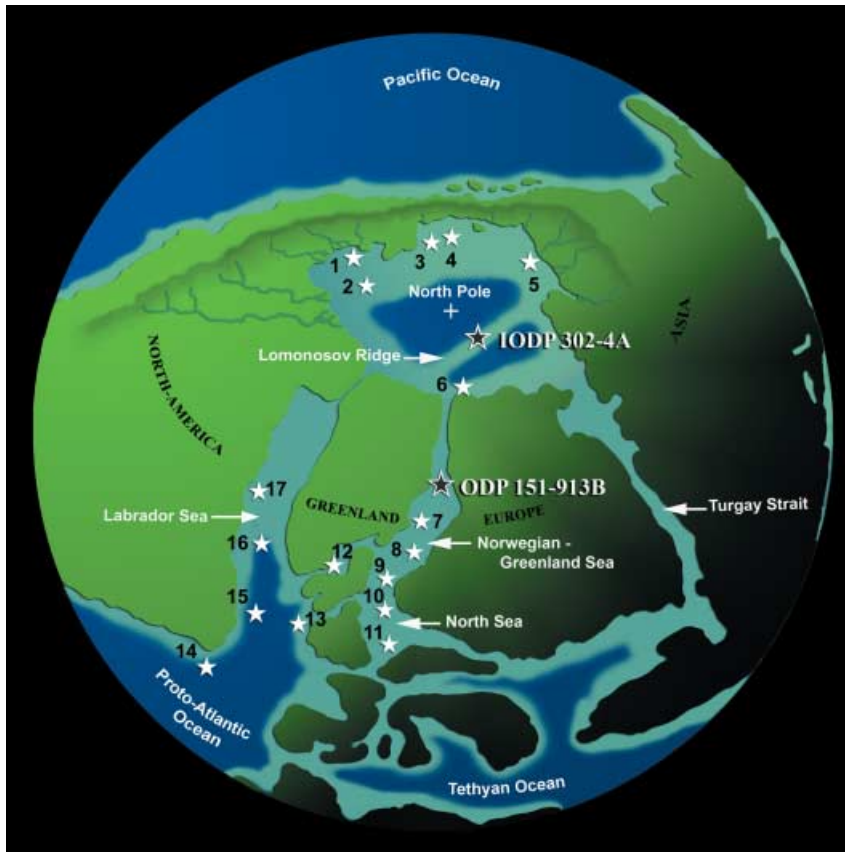 Pacific Ocean
3
4
1
5
2
North Pole
IODP 302-4A
ASIA
Lomonosov Ridge
6
NORTH-AMERICA
17
ODP 151-913B
Turgay Strait
GREENLAND
7
EUROPE
Labrador Sea
16
12
8
Norwegian -
Greenland Sea
9
15
10
13
North Sea
11
14
Proto-Atlantic
Ocean
Tethyan Ocean